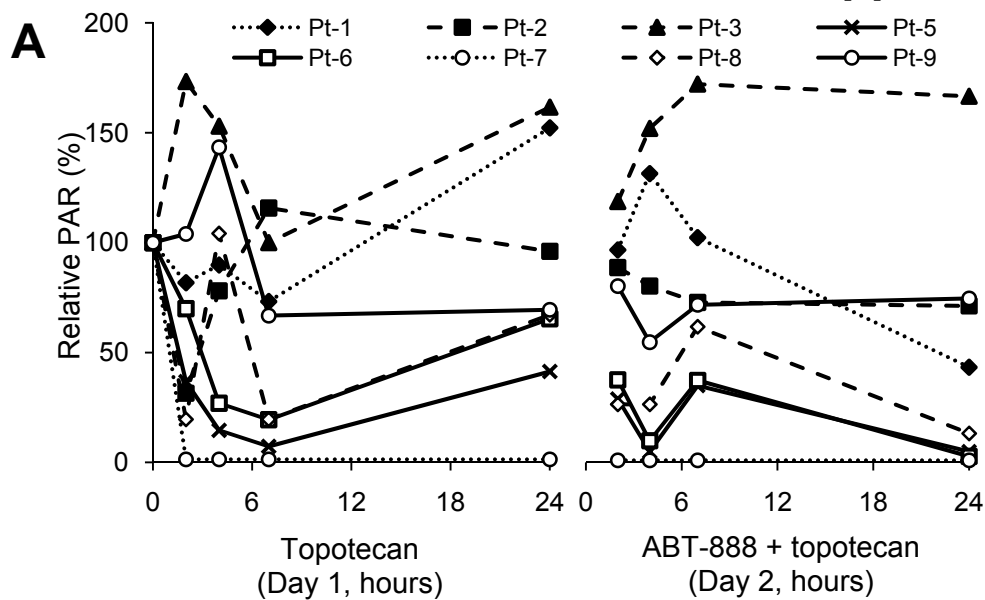 A
200
150
100
50
0
Relative PAR (%)
Pt-1 Pt-2 Pt-3 Pt-5
Pt-6 Pt-7 Pt-8 Pt-9
0 6 12 18 24
0 6 12 18 24
Topotecan
(Day 1, hours)
ABT-888 + topotecan
(Day 2, hours)